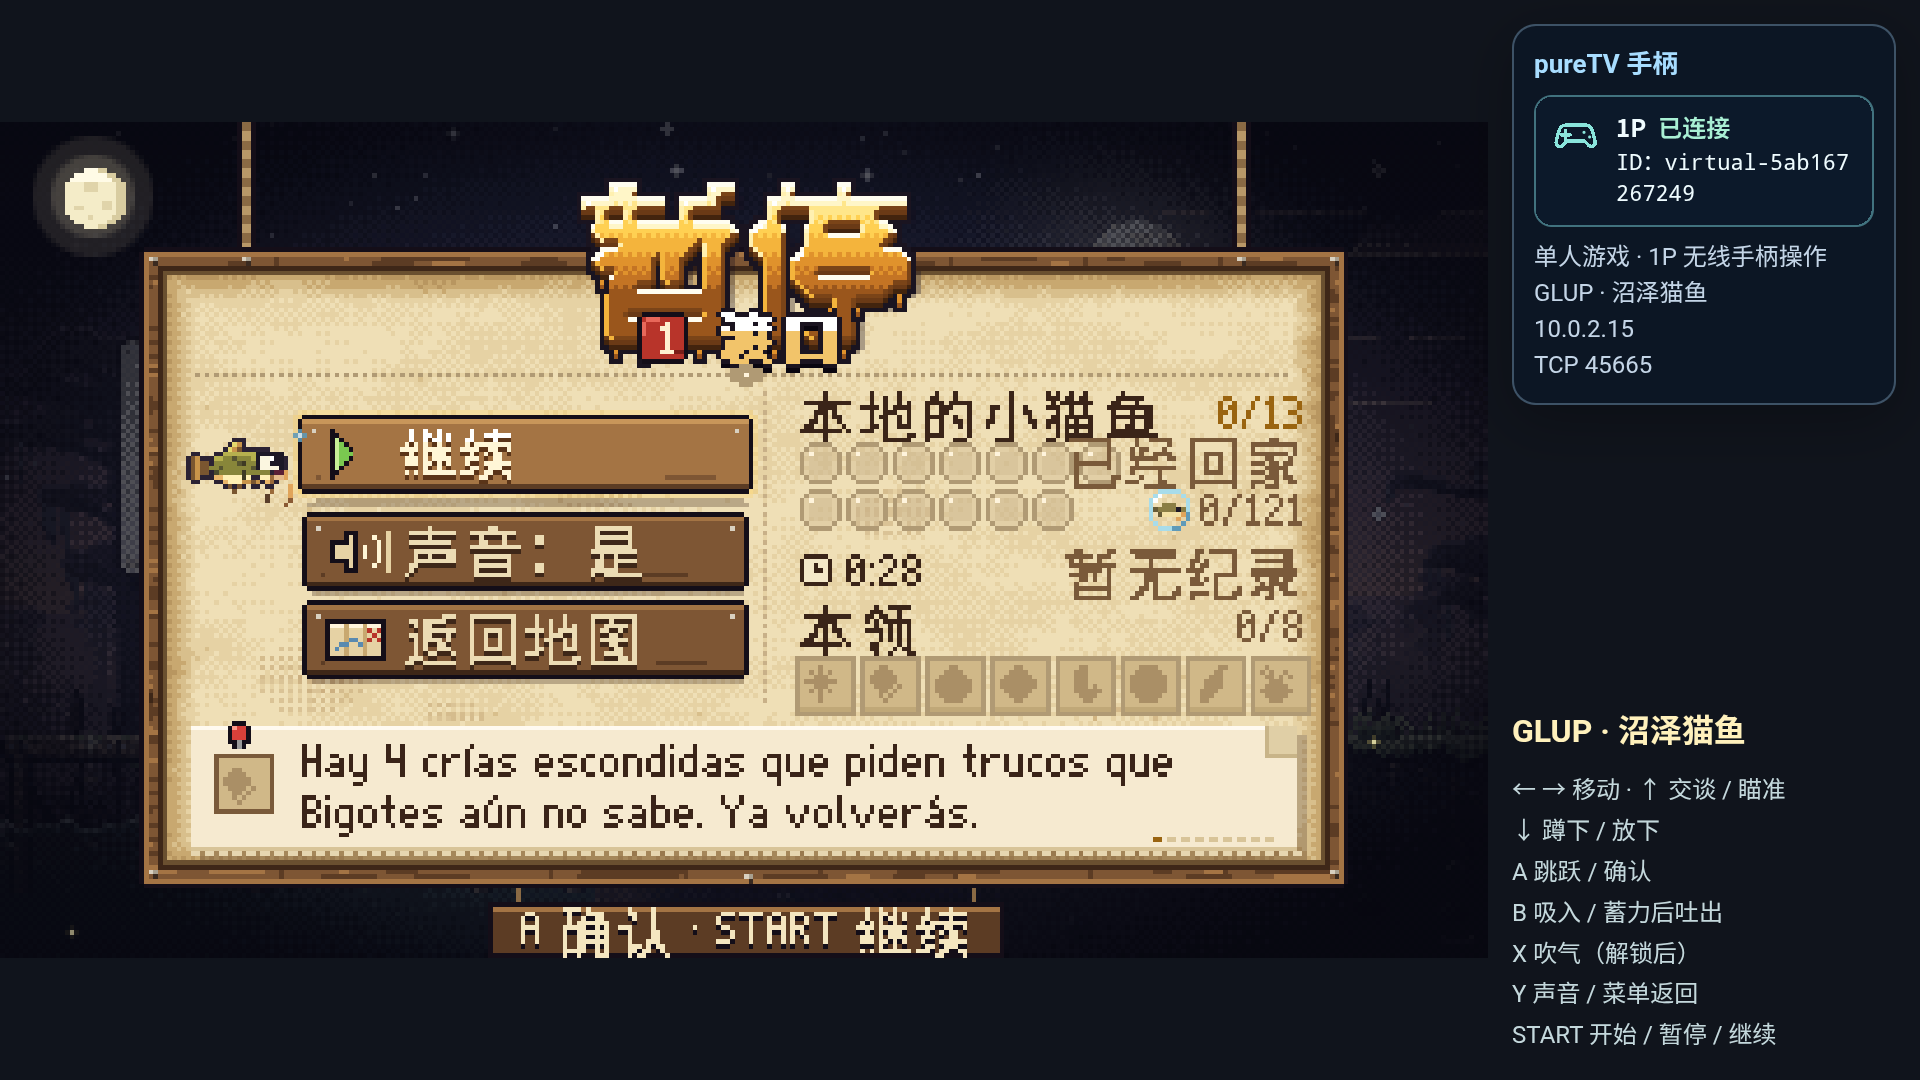 暂停
1 河口
继续
声音: 是
返回地图
本地的小猫鱼 0/13
已经回家
0/121
0:28 暂无纪录
本领 0/8
Hay 4 crías escondidas que piden trucos que
Bigotes aún no sabe. Ya volverás.
A 确认 · START 继续
pureTV 手柄
1P 已连接
ID: virtual-5ab167
267249
单人游戏 · 1P 无线手柄操作
GLUP · 沼泽猫鱼
10.0.2.15
TCP 45665
GLUP · 沼泽猫鱼
←→ 移动 · ↑ 交谈 / 瞄准
↓ 蹲下 / 放下
A 跳跃 / 确认
B 吸入 / 蓄力后吐出
X 吹气（解锁后）
Y 声音 / 菜单返回
START 开始 / 暂停 / 继续